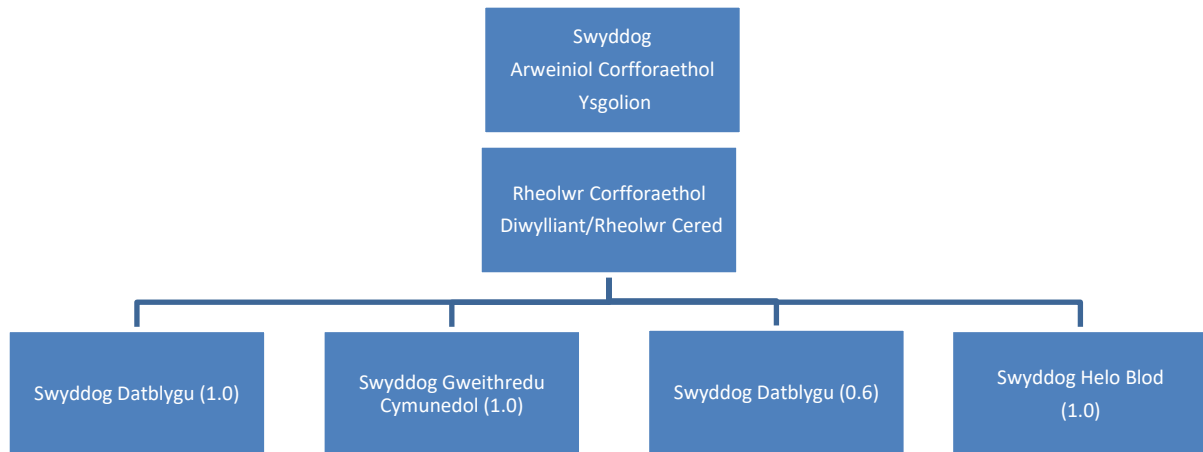 Swyddog
Arweiniol Corfforaethol
Ysgolion
Rheolwr Corfforaethol
Diwylliant/Rheolwr Cered
Swyddog Datblygu (1.0)
Swyddog Gweithredu
Cymunedol (1.0)
Swyddog Datblygu (0.6)
Swyddog Helo Blod
(1.0)